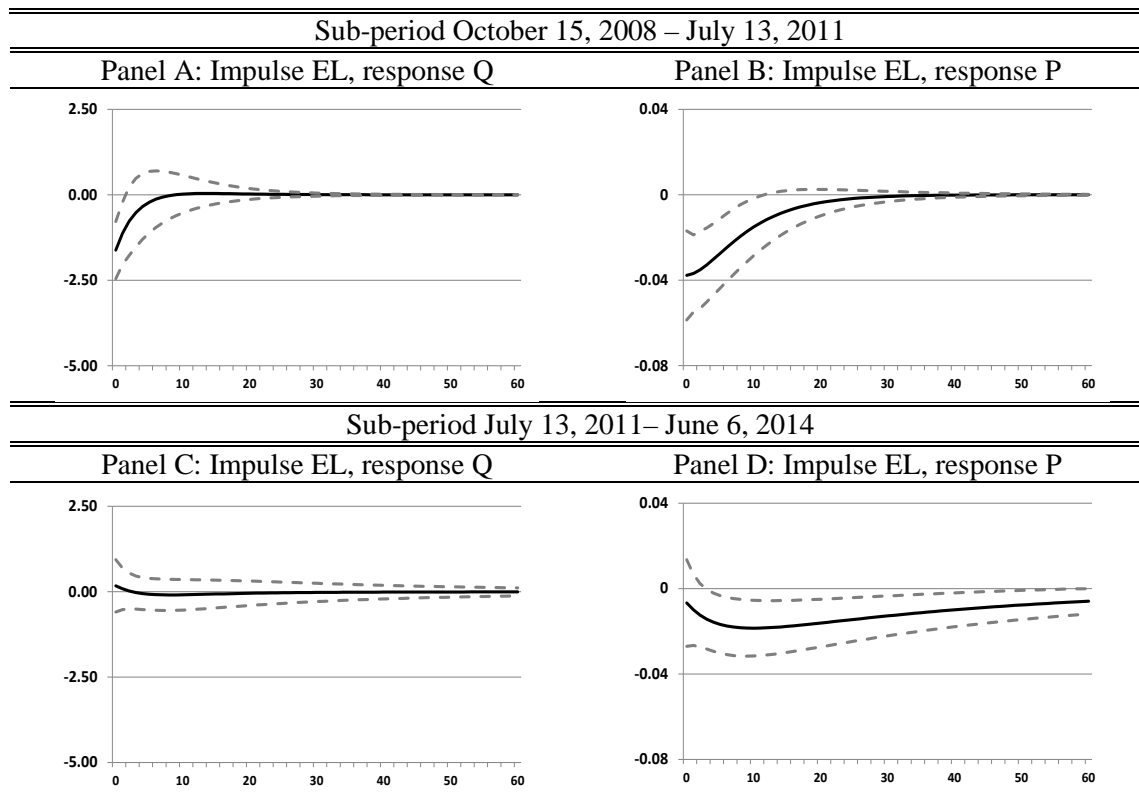 Sub-period October 15, 2008 – July 13, 2011
Panel A: Impulse EL, response Q Panel B: Impulse EL, response P
2.50
0.00
-2.50
-5.00
0 10 20 30 40 50 60
0.04
0
-0.04
-0.08
0 10 20 30 40 50 60
Sub-period July 13, 2011– June 6, 2014
Panel C: Impulse EL, response Q Panel D: Impulse EL, response P
2.50
0.00
-2.50
-5.00
0 10 20 30 40 50 60
0.04
0
-0.04
-0.08
0 10 20 30 40 50 60